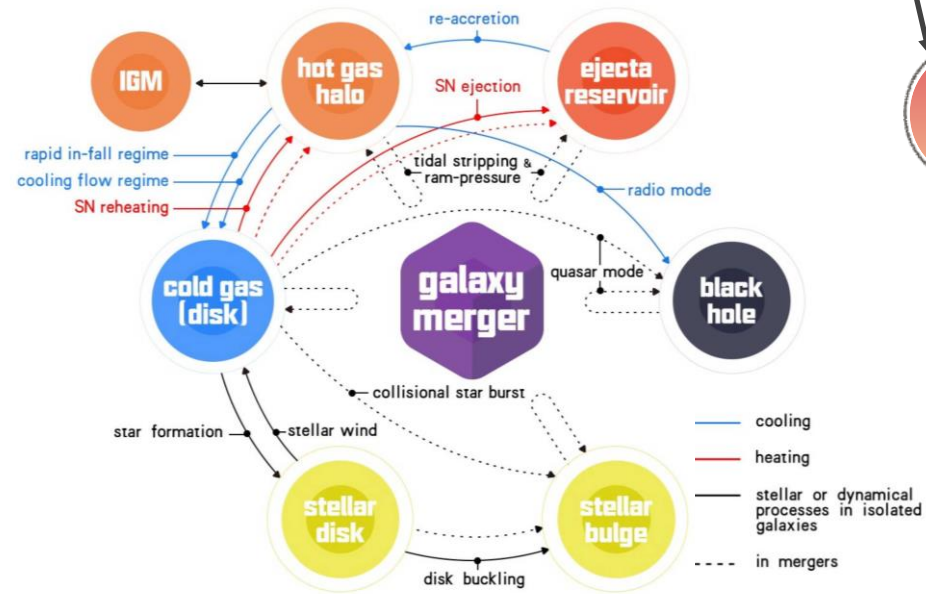 re-accretion
IGM
hot gas
halo
ejecta
reservoir
SN ejection
rapid in-fall regime
cooling flow regime
SN reheating
tidal stripping &
ram-pressure
radio mode
cold gas
(disk)
galaxy
merger
quasar mode
black
hole
collisional star burst
star formation
stellar wind
stellar
disk
stellar
bulge
disk buckling
cooling
heating
stellar or dynamical
processes in isolated
galaxies
in mergers